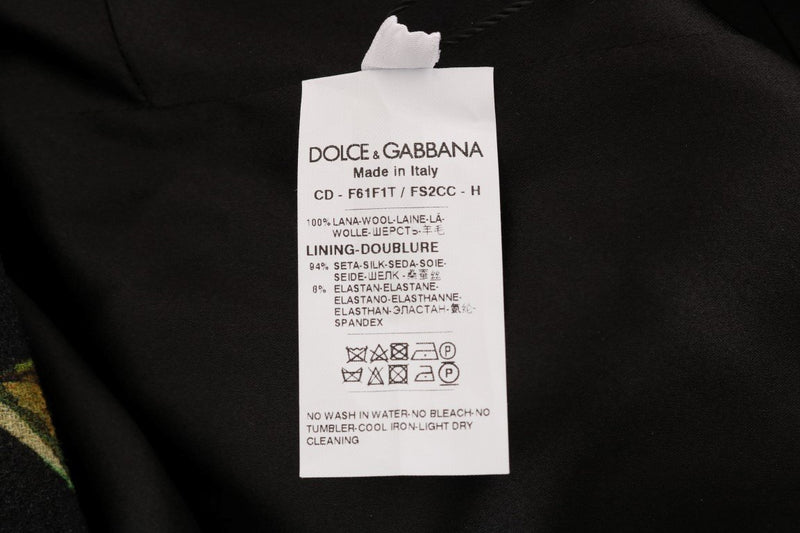 DOLCE & GABBANA
Made in Italy
CD - F61F1T / FS2CC - H
100% LANA-WOOL-LAINE-LÃ-
WOLLE-ШЕРСТЬ-羊毛
LINING-DOUBLURE
94% SETA-SILK-SEDA-SOIE-
SEIDE-ШЕЛК-桑蚕丝
6% ELASTAN-ELASTANE-
ELASTANO-ELASTHANNE-
ELASTHAN-ЭЛАСТАН-氨纶-
SPANDEX
P
P
NO WASH IN WATER-NO BLEACH-NO
TUMBLER-COOL IRON-LIGHT DRY
CLEANING